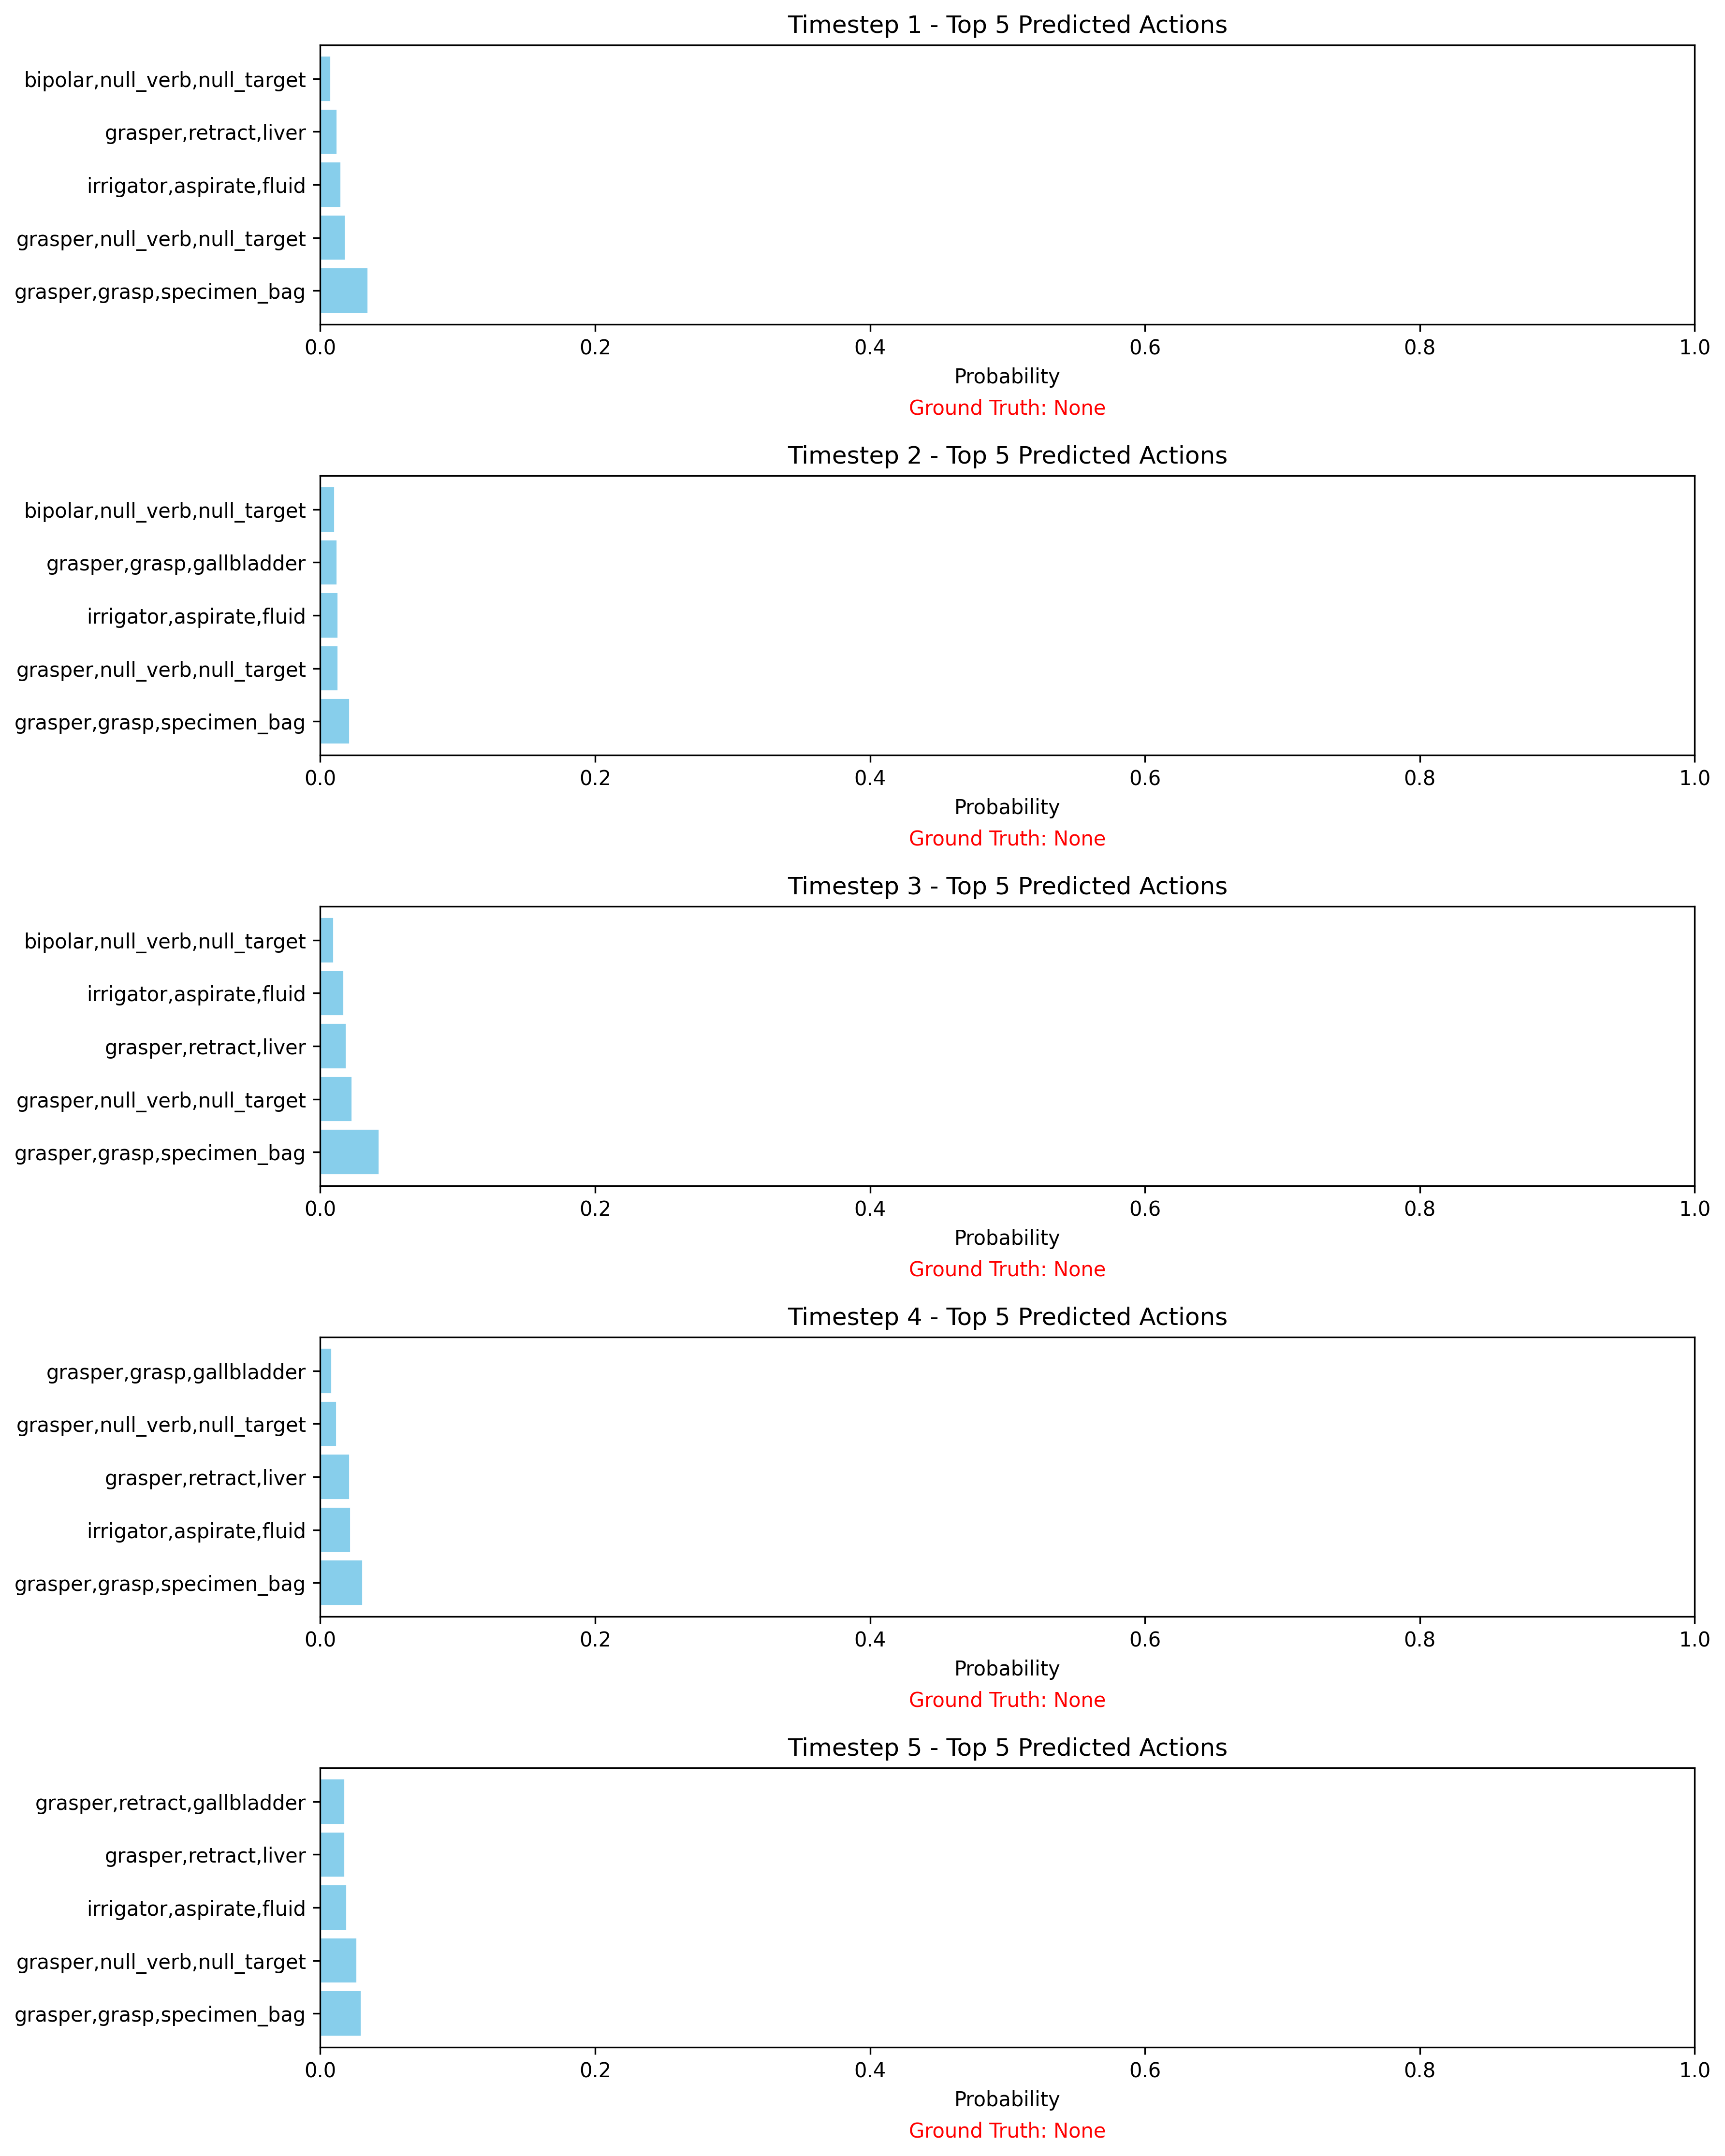 Timestep 1 - Top 5 Predicted Actions
bipolar,null_verb,null_target
grasper,retract,liver
irrigator,aspirate,fluid
grasper,null_verb,null_target
grasper,grasp,specimen_bag
0.0 0.2 0.4 0.6 0.8 1.0
Probability
Ground Truth: None
Timestep 2 - Top 5 Predicted Actions
bipolar,null_verb,null_target
grasper,grasp,gallbladder
irrigator,aspirate,fluid
grasper,null_verb,null_target
grasper,grasp,specimen_bag
0.0 0.2 0.4 0.6 0.8 1.0
Probability
Ground Truth: None
Timestep 3 - Top 5 Predicted Actions
bipolar,null_verb,null_target
irrigator,aspirate,fluid
grasper,retract,liver
grasper,null_verb,null_target
grasper,grasp,specimen_bag
0.0 0.2 0.4 0.6 0.8 1.0
Probability
Ground Truth: None
Timestep 4 - Top 5 Predicted Actions
grasper,grasp,gallbladder
grasper,null_verb,null_target
grasper,retract,liver
irrigator,aspirate,fluid
grasper,grasp,specimen_bag
0.0 0.2 0.4 0.6 0.8 1.0
Probability
Ground Truth: None
Timestep 5 - Top 5 Predicted Actions
grasper,retract,gallbladder
grasper,retract,liver
irrigator,aspirate,fluid
grasper,null_verb,null_target
grasper,grasp,specimen_bag
0.0 0.2 0.4 0.6 0.8 1.0
Probability
Ground Truth: None